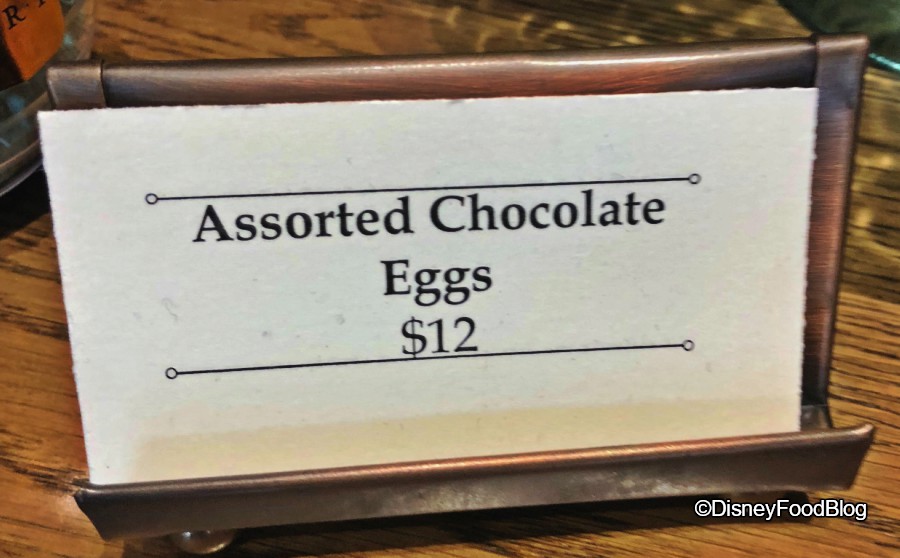 Assorted Chocolate
Eggs
$12
©DisneyFoodBlog